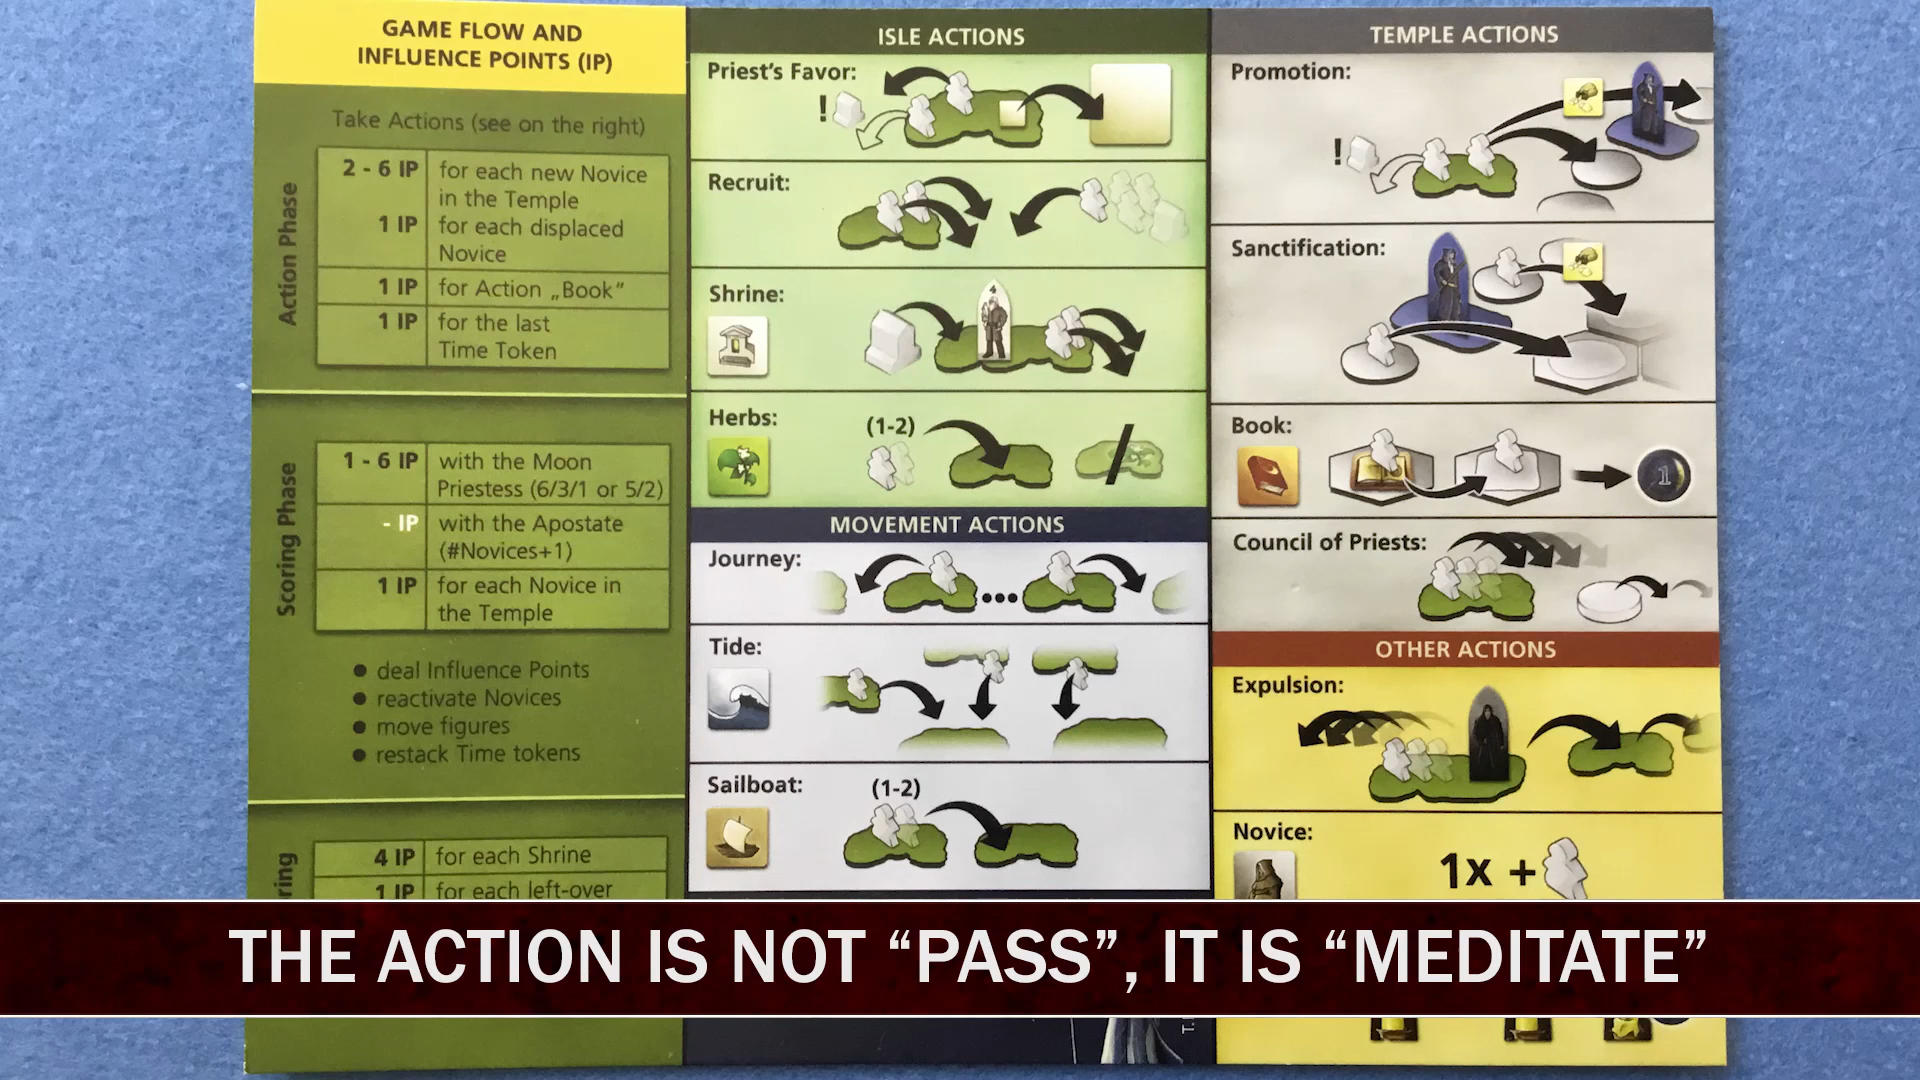 GAME FLOW AND
INFLUENCE POINTS (IP)
Take Actions (see on the right)
Action Phase
2 - 6 IP for each new Novice
in the Temple
1 IP for each displaced
Novice
1 IP for Action „Book"
1 IP for the last
Time Token
Scoring Phase
1 - 6 IP with the Moon
Priestess (6/3/1 or 5/2)
- IP with the Apostate
(#Novices+1)
1 IP for each Novice in
the Temple
• deal Influence Points
• reactivate Novices
• move figures
• restack Time tokens
4 IP for each Shrine
1 IP for each left-over
ISLE ACTIONS
Priest's Favor:
!
Recruit:
Shrine:
4
Herbs:
(1-2)
MOVEMENT ACTIONS
Journey:
Tide:
Sailboat:
(1-2)
TEMPLE ACTIONS
Promotion:
!
Sanctification:
Book:
1
Council of Priests:
OTHER ACTIONS
Expulsion:
Novice:
1x +
THE ACTION IS NOT “PASS”, IT IS “MEDITATE”